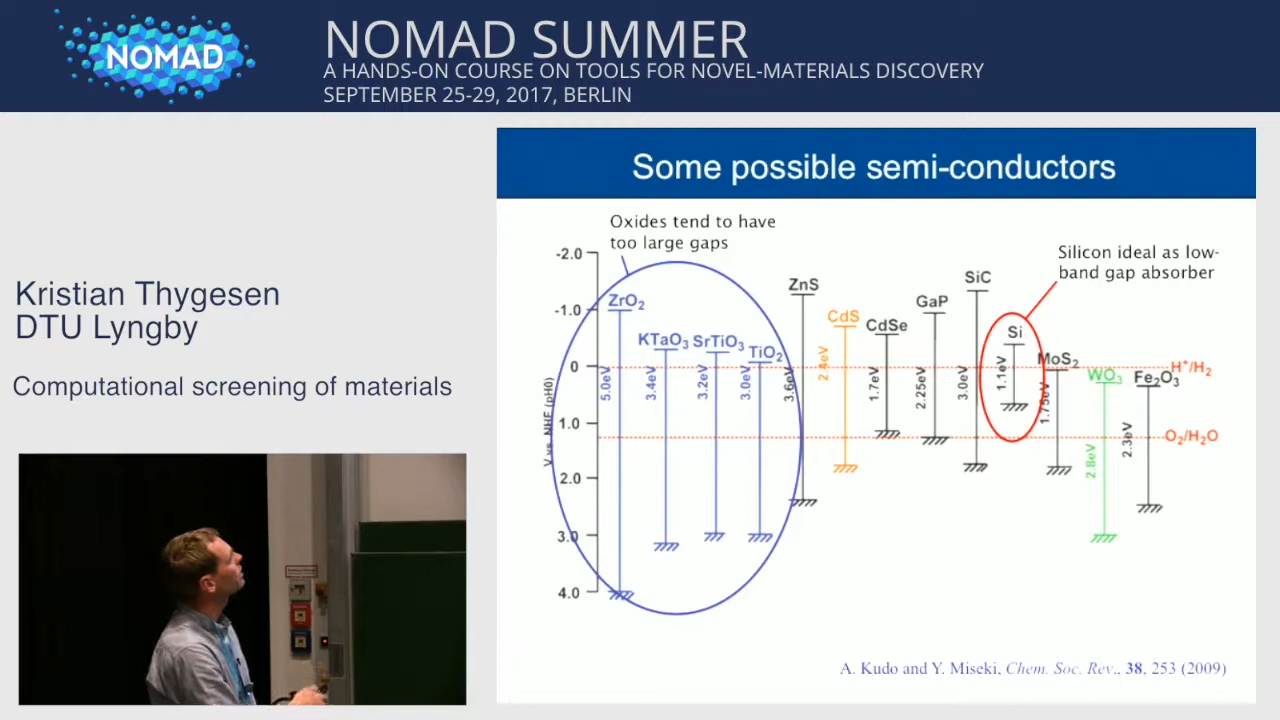 NOMAD
NOMAD SUMMER
A HANDS-ON COURSE ON TOOLS FOR NOVEL-MATERIALS DISCOVERY
SEPTEMBER 25-29, 2017, BERLIN
Kristian Thygesen
DTU Lyngby
Computational screening of materials
Some possible semi-conductors
Oxides tend to have
too large gaps
Silicon ideal as low-
band gap absorber
-2.0
-1.0
0
1.0
2.0
3.0
4.0
V vs. NHE (pH0)
ZrO₂
5.0eV
KTaO₃
3.4eV
SrTiO₃
3.2eV
TiO₂
3.0eV
ZnS
3.6eV
CdS
2.4eV
CdSe
1.7eV
GaP
2.25eV
SiC
3.0eV
Si
1.1eV
MoS₂
1.75eV
WO₃
2.8eV
Fe₂O₃
2.3eV
H⁺/H₂
O₂/H₂O
A. Kudo and Y. Miseki, Chem. Soc. Rev., 38, 253 (2009)